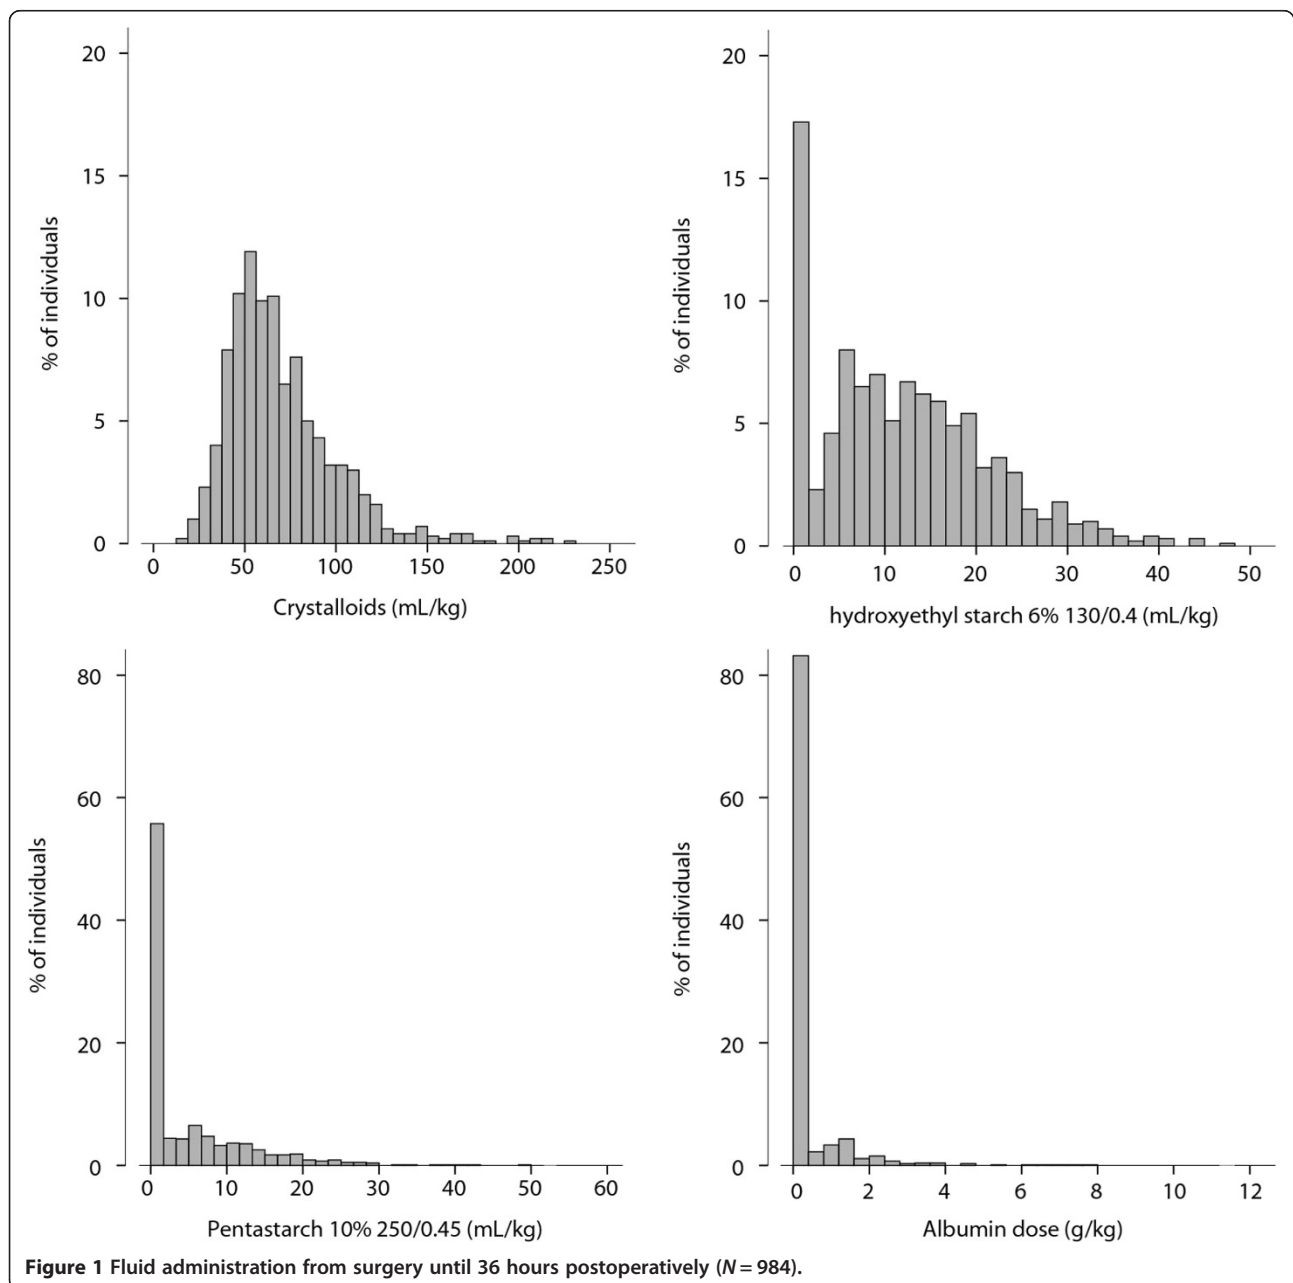 20
15
10
5
0
% of individuals
0 50 100 150 200 250
Crystalloids (mL/kg)
20
15
10
5
0
% of individuals
0 10 20 30 40 50
hydroxyethyl starch 6% 130/0.4 (mL/kg)
80
60
40
20
0
% of individuals
0 10 20 30 40 50 60
Pentastarch 10% 250/0.45 (mL/kg)
80
60
40
20
0
% of individuals
0 2 4 6 8 10 12
Albumin dose (g/kg)
Figure 1 Fluid administration from surgery until 36 hours postoperatively (N = 984).